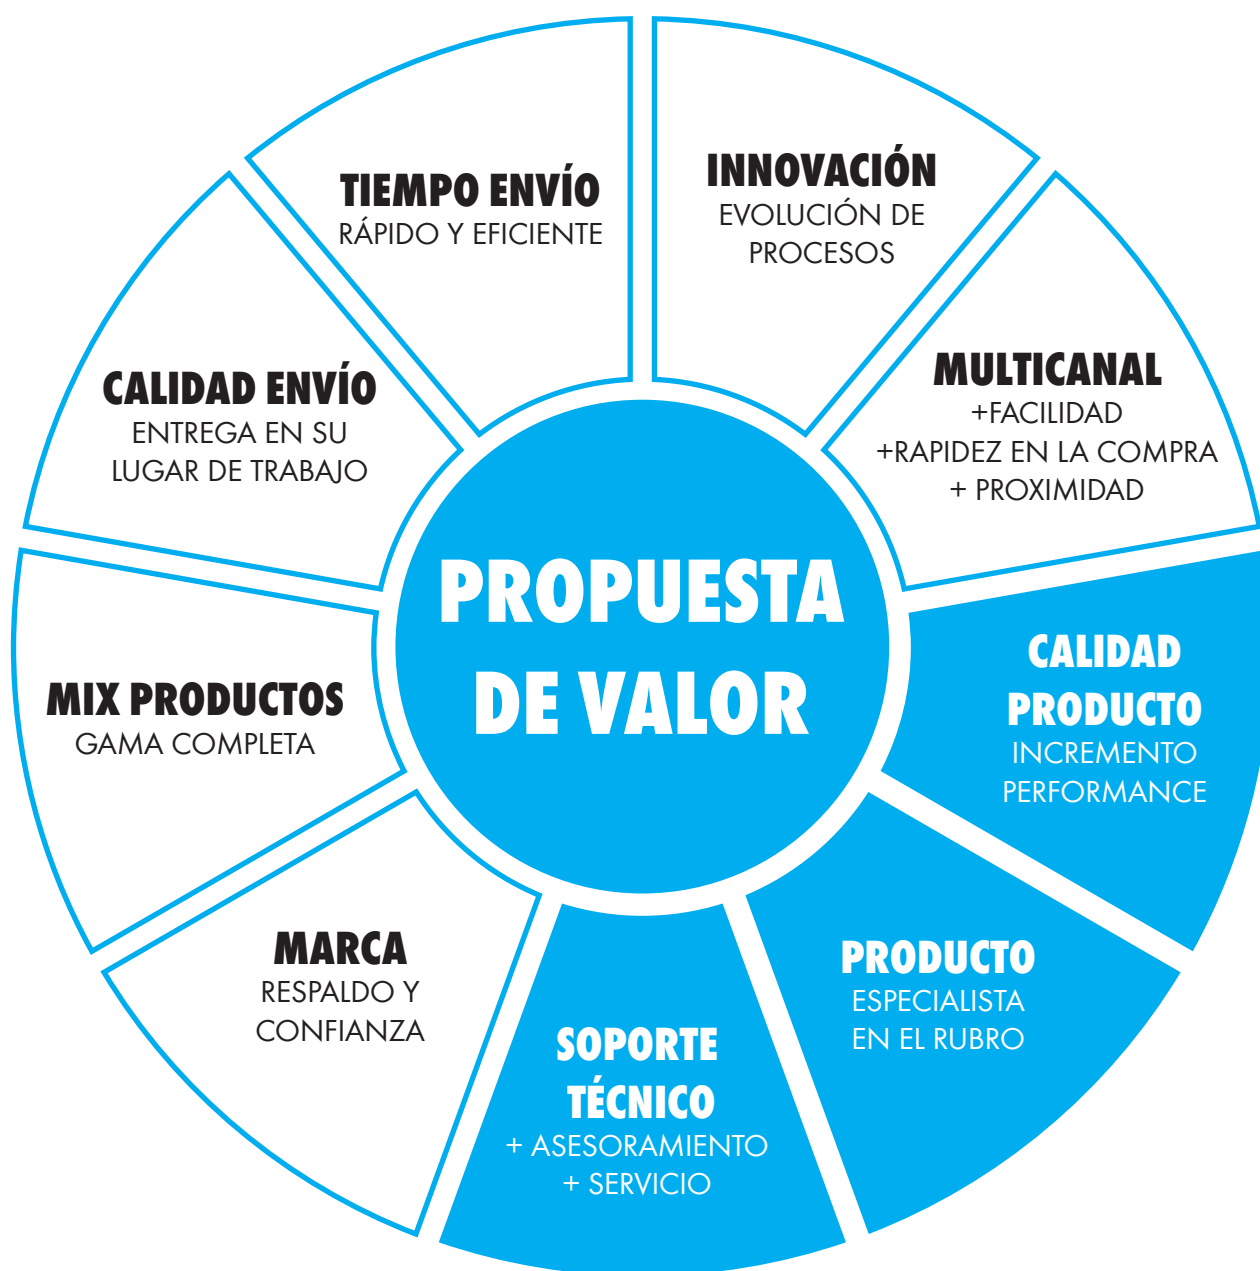 TIEMPO ENVÍO
RÁPIDO Y EFICIENTE
INNOVACIÓN
EVOLUCIÓN DE
PROCESOS
MULTICANAL
+FACILIDAD
+RAPIDEZ EN LA COMPRA
+ PROXIMIDAD
CALIDAD
PRODUCTO
INCREMENTO
PERFORMANCE
PRODUCTO
ESPECIALISTA
EN EL RUBRO
SOPORTE
TÉCNICO
+ ASESORAMIENTO
+ SERVICIO
MARCA
RESPALDO Y
CONFIANZA
MIX PRODUCTOS
GAMA COMPLETA
CALIDAD ENVÍO
ENTREGA EN SU
LUGAR DE TRABAJO
PROPUESTA
DE VALOR